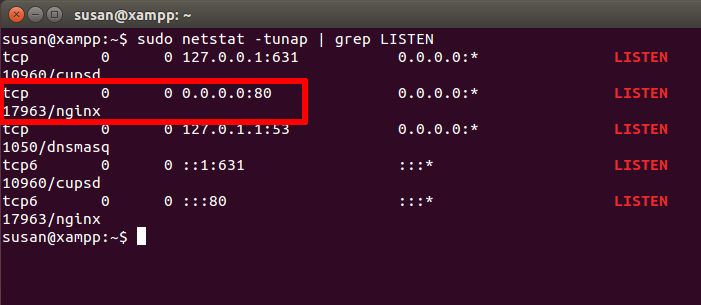 susan@xampp: ~
susan@xampp:~$ sudo netstat -tunap | grep LISTEN
tcp 0 0 127.0.0.1:631 0.0.0.0:* LISTEN
10960/cupsd
tcp 0 0 0.0.0.0:80 0.0.0.0:* LISTEN
17963/nginx
tcp 0 0 127.0.1.1:53 0.0.0.0:* LISTEN
1050/dnsmasq
tcp6 0 0 ::1:631 :::* LISTEN
10960/cupsd
tcp6 0 0 :::80 :::* LISTEN
17963/nginx
susan@xampp:~$